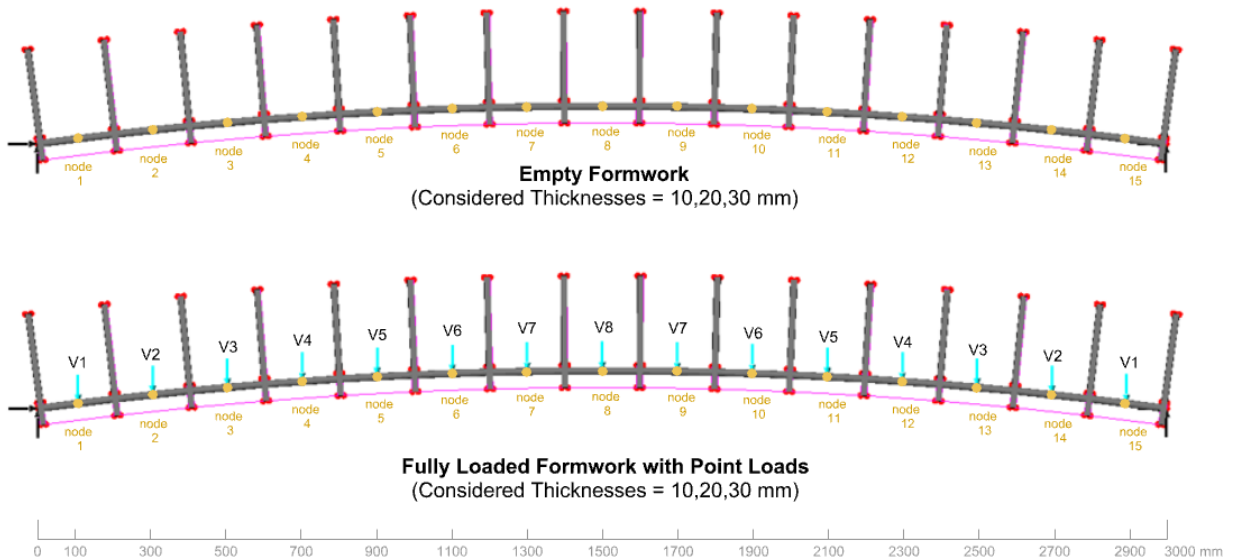 node 1
node 2
node 3
node 4
node 5
node 6
node 7
node 8
node 9
node 10
node 11
node 12
node 13
node 14
node 15
Empty Formwork
(Considered Thicknesses = 10,20,30 mm)
V1 V2 V3 V4 V5 V6 V7 V8 V7 V6 V5 V4 V3 V2 V1
node 1
node 2
node 3
node 4
node 5
node 6
node 7
node 8
node 9
node 10
node 11
node 12
node 13
node 14
node 15
Fully Loaded Formwork with Point Loads
(Considered Thicknesses = 10,20,30 mm)
0 100 300 500 700 900 1100 1300 1500 1700 1900 2100 2300 2500 2700 2900 3000 mm